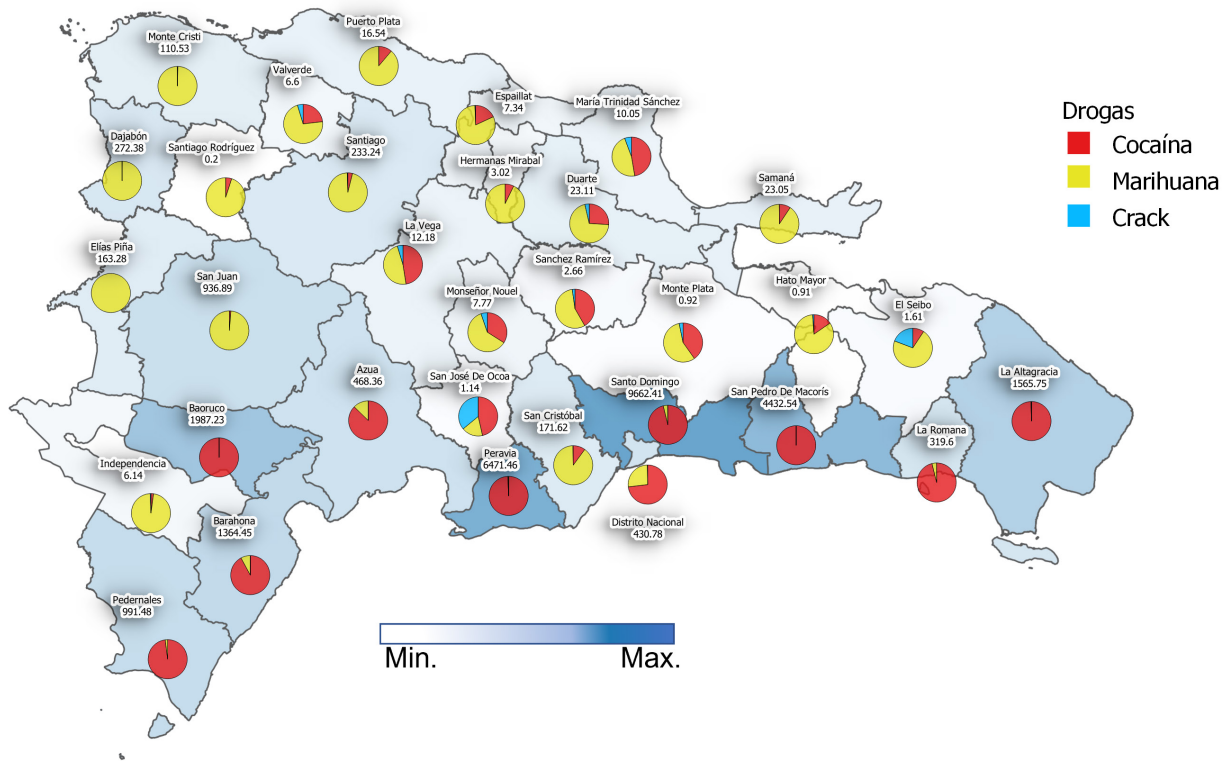 Puerto Plata
16.54
Monte Cristi
110.53
Valverde
6.6
Espaillat
7.34
María Trinidad Sánchez
10.05
Dajabón
272.38
Santiago Rodríguez
0.2
Santiago
233.24
Hermanas Mirabal
3.02
Duarte
23.11
Samaná
23.05
La Vega
12.18
Elías Piña
163.28
San Juan
936.89
Sanchez Ramírez
2.66
Monseñor Nouel
7.77
Monte Plata
0.92
Hato Mayor
0.91
El Seibo
1.61
Azua
468.36
San José De Ocoa
1.14
Santo Domingo
9662.41
San Pedro De Macorís
4432.54
La Altagracia
1565.75
Baoruco
1987.23
San Cristóbal
171.62
La Romana
319.6
Peravia
6471.46
Independencia
6.14
Barahona
1364.45
Distrito Nacional
430.78
Pedernales
991.48
Drogas
Cocaína
Marihuana
Crack
Min.
Max.